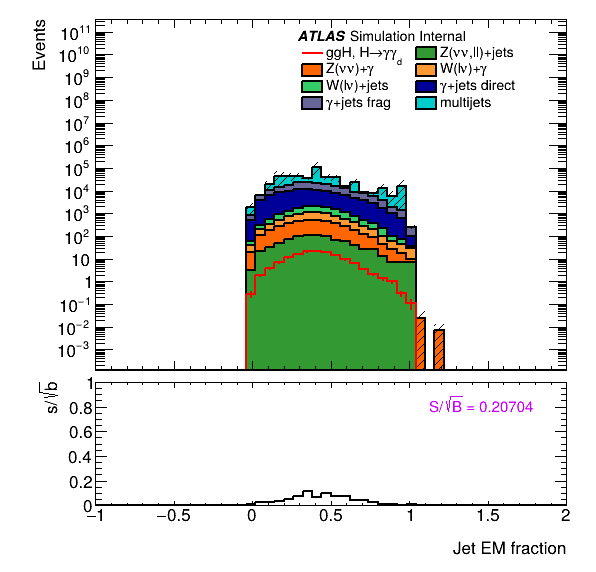 ATLAS Simulation Internal
ggH, H→γγd
Z(νν,ll)+jets
Z(νν)+γ
W(lν)+γ
W(lν)+jets
γ+jets direct
γ+jets frag
multijets
Events
10¹¹
10¹⁰
10⁹
10⁸
10⁷
10⁶
10⁵
10⁴
10³
10²
10
1
10⁻¹
10⁻²
10⁻³
s/√b
1
0.8
0.6
0.4
0.2
0
S/√B = 0.20704
−1 −0.5 0 0.5 1 1.5 2
Jet EM fraction